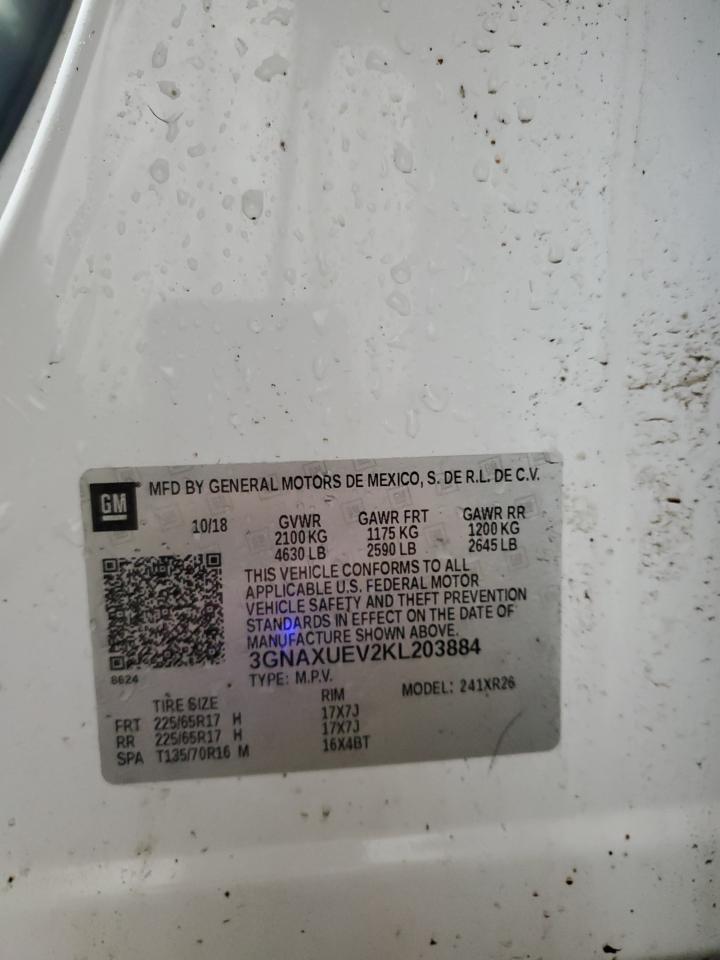 GM MFD BY GENERAL MOTORS DE MEXICO, S. DE R.L. DE C.V.
10/18 GVWR GAWR FRT GAWR RR
2100 KG 1175 KG 1200 KG
4630 LB 2590 LB 2645 LB
THIS VEHICLE CONFORMS TO ALL
APPLICABLE U.S. FEDERAL MOTOR
VEHICLE SAFETY AND THEFT PREVENTION
STANDARDS IN EFFECT ON THE DATE OF
MANUFACTURE SHOWN ABOVE.
3GNAXUEV2KL203884
8624 TYPE: M.P.V. MODEL: 241XR26
TIRE SIZE RIM
FRT 225/65R17 H 17X7J
RR 225/65R17 H 17X7J
SPA T135/70R16 M 16X4BT